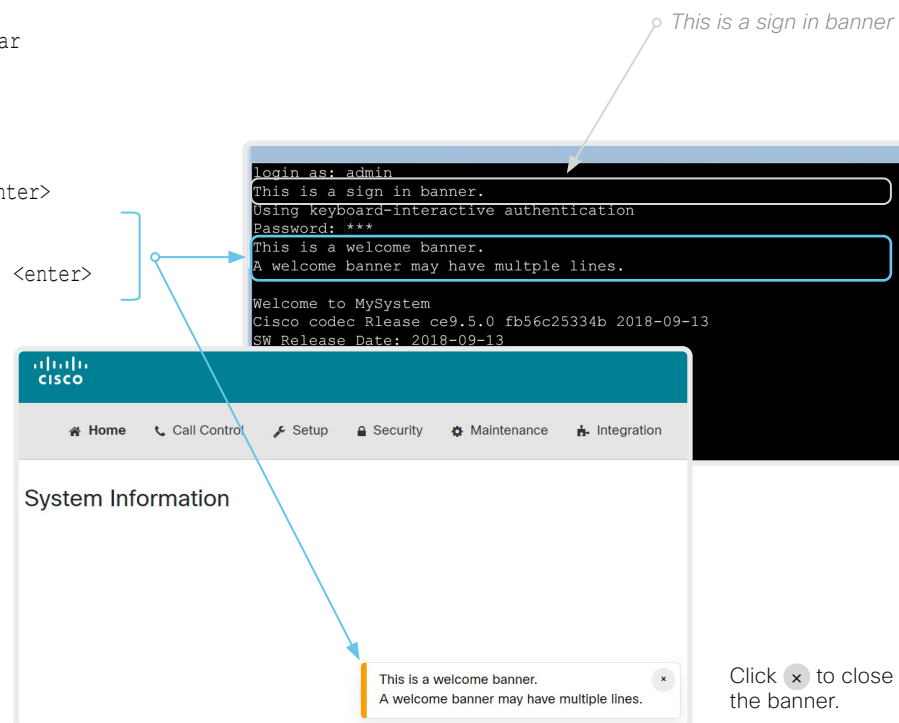 This is a sign in banner
ar
nter>
<enter>
login as: admin
This is a sign in banner.
Using keyboard-interactive authentication
Password: ***
This is a welcome banner.
A welcome banner may have multple lines.
Welcome to MySystem
Cisco codec Rlease ce9.5.0 fb56c25334b 2018-09-13
SW Release Date: 2018-09-13
CISCO
Home Call Control Setup Security Maintenance Integration
System Information
This is a welcome banner. ×
A welcome banner may have multiple lines.
Click × to close
the banner.